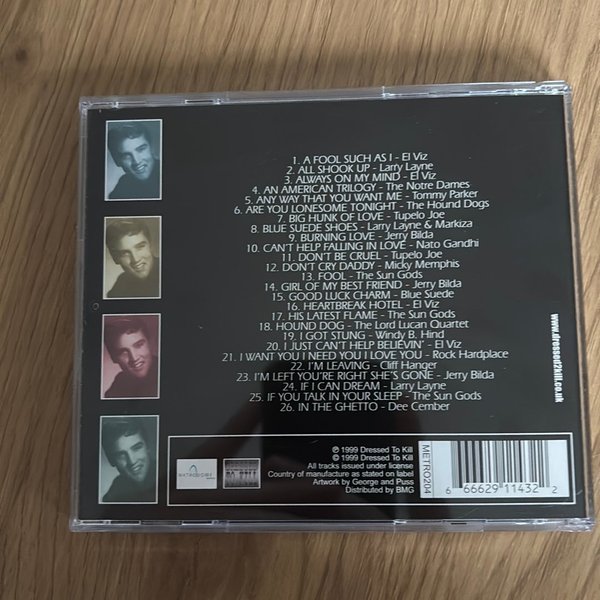 1. A FOOL SUCH AS I - El Viz
2. ALL SHOOK UP - Larry Layne
3. ALWAYS ON MY MIND - El Viz
4. AN AMERICAN TRILOGY - The Notre Dames
5. ANY WAY THAT YOU WANT ME - Tommy Parker
6. ARE YOU LONESOME TONIGHT - The Hound Dogs
7. BIG HUNK OF LOVE - Tupelo Joe
8. BLUE SUEDE SHOES - Larry Layne & Markiza
9. BURNING LOVE - Jerry Bilda
10. CAN'T HELP FALLING IN LOVE - Nato Gandhi
11. DON'T BE CRUEL - Tupelo Joe
12. DON'T CRY DADDY - Micky Memphis
13. FOOL - The Sun Gods
14. GIRL OF MY BEST FRIEND - Jerry Bilda
15. GOOD LUCK CHARM - Blue Suede
16. HEARTBREAK HOTEL - El Viz
17. HIS LATEST FLAME - The Sun Gods
18. HOUND DOG - The Lord Lucan Quartet
19. I GOT STUNG - Windy B. Hind
20. I JUST CAN'T HELP BELIEVIN' - El Viz
21. I WANT YOU I NEED YOU I LOVE YOU - Rock Hardplace
22. I'M LEAVING - Cliff Hanger
23. I'M LEFT YOU'RE RIGHT SHE'S GONE - Jerry Bilda
24. IF I CAN DREAM - Larry Layne
25. IF YOU TALK IN YOUR SLEEP - The Sun Gods
26. IN THE GHETTO - Dee Cember
www.dressed2kill.co.uk
℗ 1999 Dressed To Kill
© 1999 Dressed To Kill
All tracks issued under license
Country of manufacture as stated on label
Artwork by George and Puss
Distributed by BMG
METRO204
6 66629 11432 2